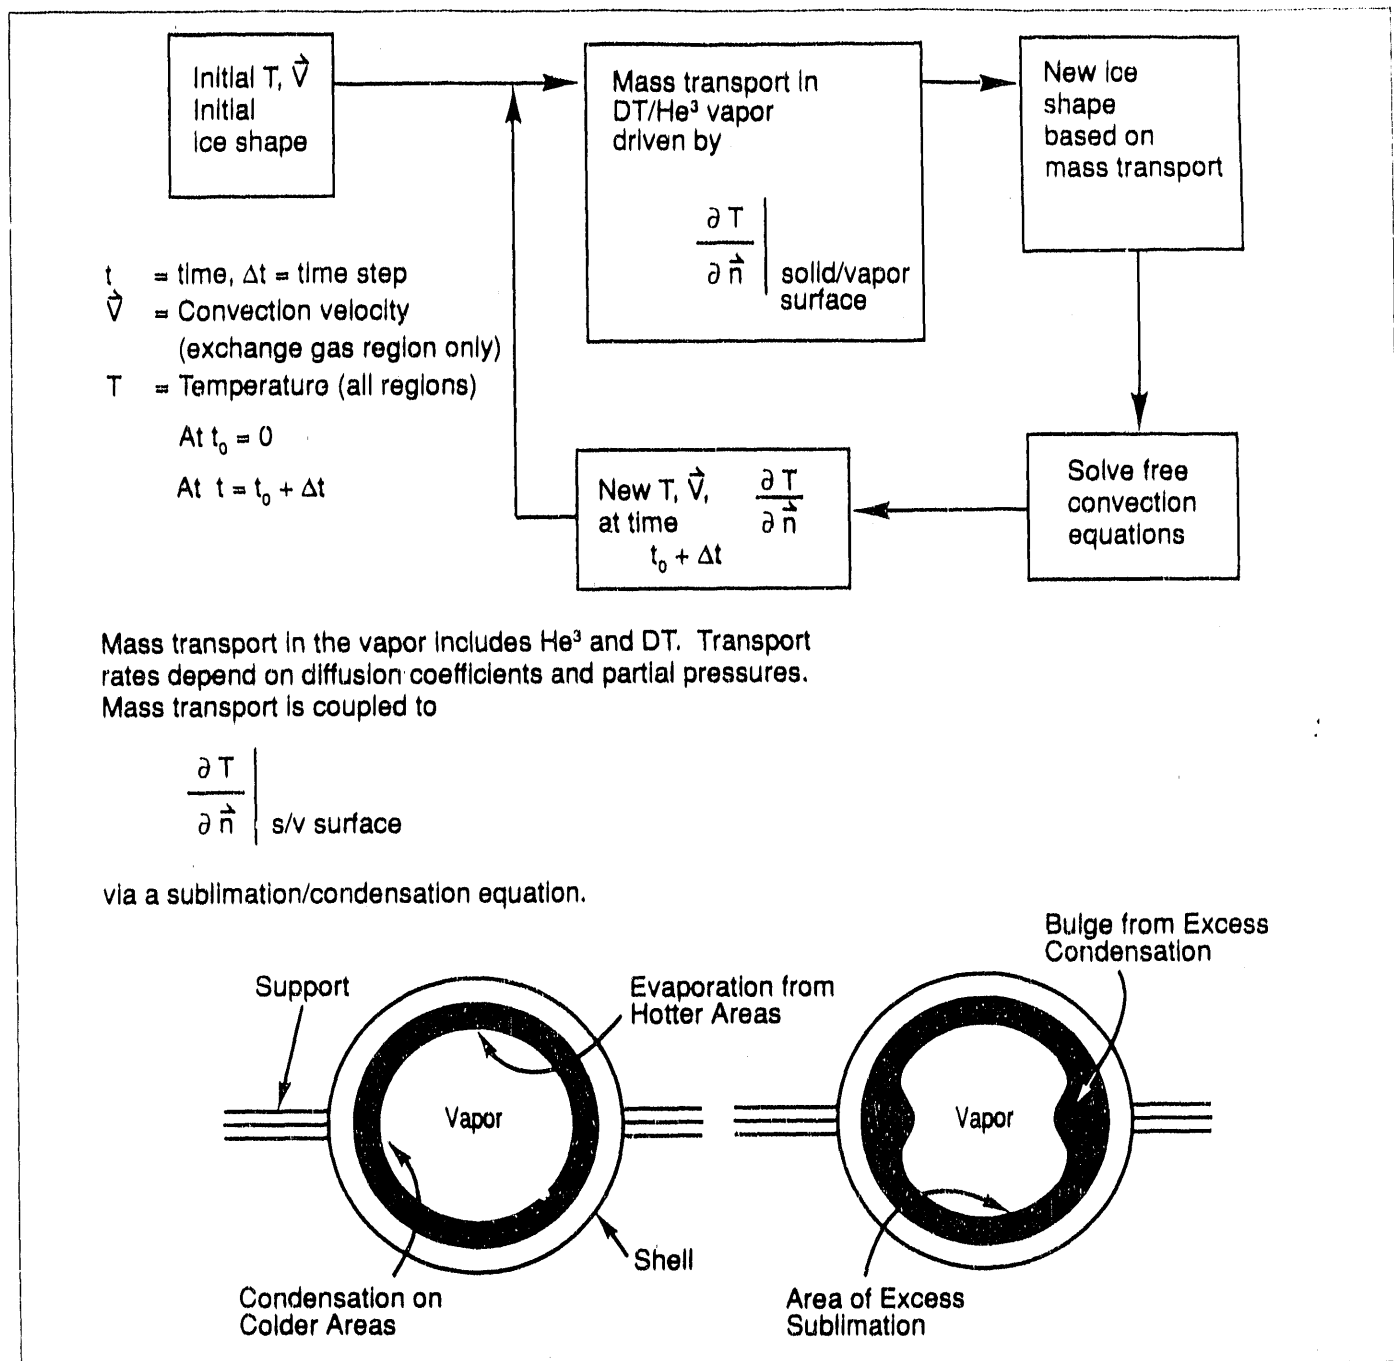 Initial T, V⃗
Initial
ice shape
Mass transport in
DT/He³ vapor
driven by
∂ T
∂ n⃗
solid/vapor
surface
New ice
shape
based on
mass transport
t = time, Δt = time step
V⃗ = Convection velocity
(exchange gas region only)
T = Temperature (all regions)
At t₀ = 0
At t = t₀ + Δt
New T, V⃗, ∂ T
at time ∂ n⃗
t₀ + Δt
Solve free
convection
equations
Mass transport in the vapor includes He³ and DT. Transport
rates depend on diffusion coefficients and partial pressures.
Mass transport is coupled to
∂ T
∂ n⃗
s/v surface
via a sublimation/condensation equation.
Support
Evaporation from
Hotter Areas
Bulge from Excess
Condensation
Vapor
Vapor
Shell
Condensation on
Colder Areas
Area of Excess
Sublimation